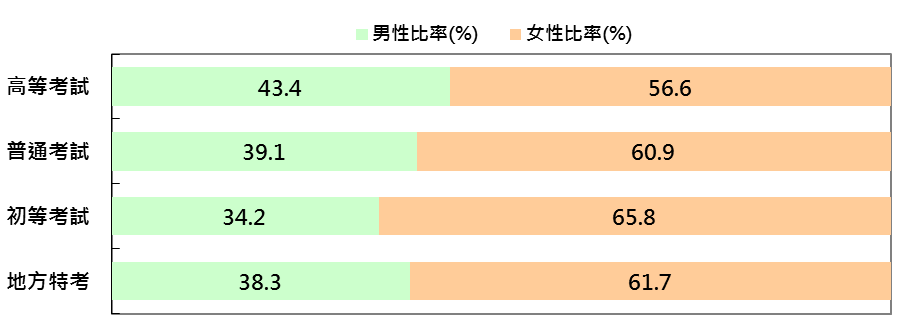 男性比率(%) 女性比率(%)
高等考試 43.4 56.6
普通考試 39.1 60.9
初等考試 34.2 65.8
地方特考 38.3 61.7